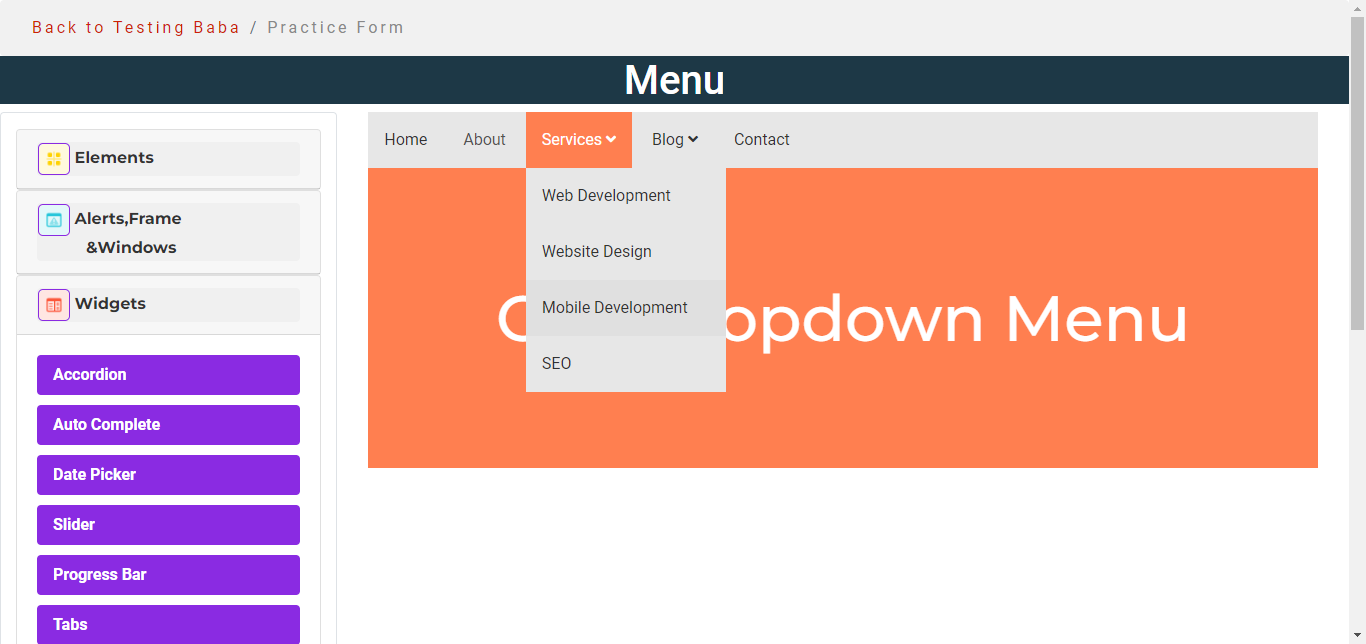 Back to Testing Baba / Practice Form
Menu
Elements
Alerts,Frame
&Windows
Widgets
Accordion
Auto Complete
Date Picker
Slider
Progress Bar
Tabs
Home About Services Blog Contact
Web Development
Website Design
Mobile Development
SEO
opdown Menu